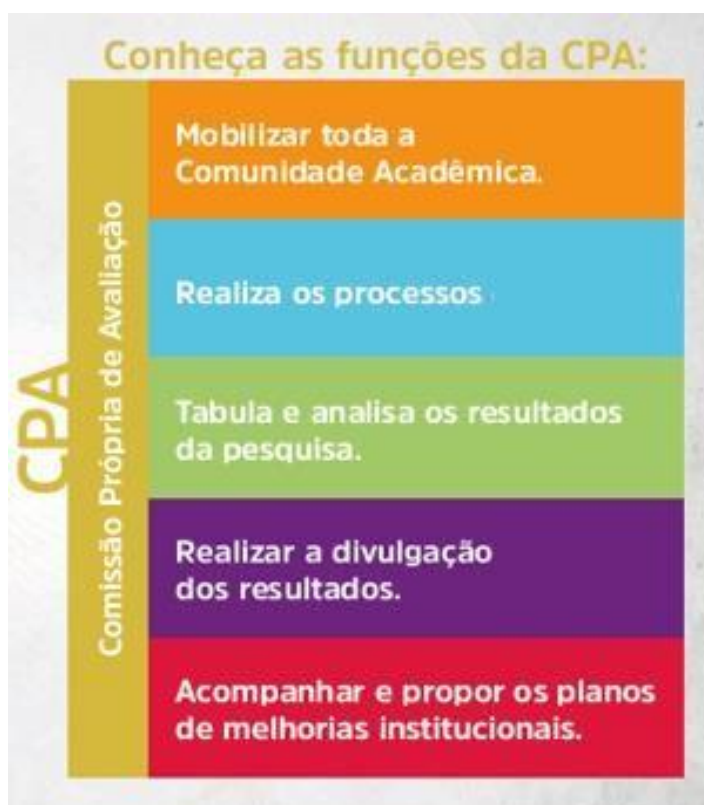 Conheça as funções da CPA:
CPA
Comissão Própria de Avaliação
Mobilizar toda a
Comunidade Acadêmica.
Realiza os processos
Tabula e analisa os resultados
da pesquisa.
Realizar a divulgação
dos resultados.
Acompanhar e propor os planos
de melhorias institucionais.